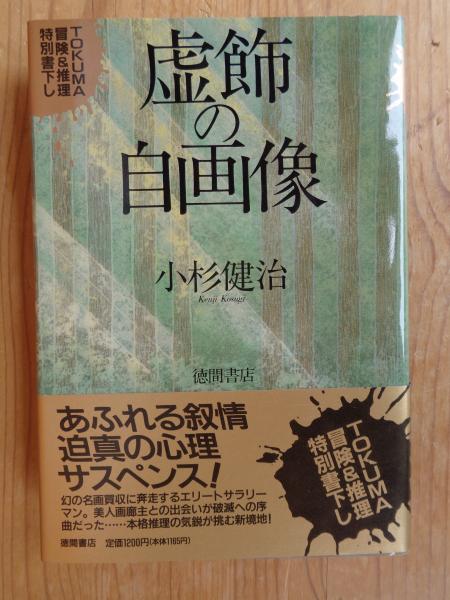 TOKUMA
冒険&推理
特別書下し
虚飾
の
自画像
小杉健治
Kenji Kosugi
徳間書店
あふれる叙情
迫真の心理
サスペンス!
幻の名画買収に奔走するエリートサラリー
マン。美人画廊主との出会いが破滅への序
曲だった……本格推理の気鋭が挑む新境地!
徳間書店 定価1200円(本体1165円)
TOKUMA
冒険&推理
特別書下し